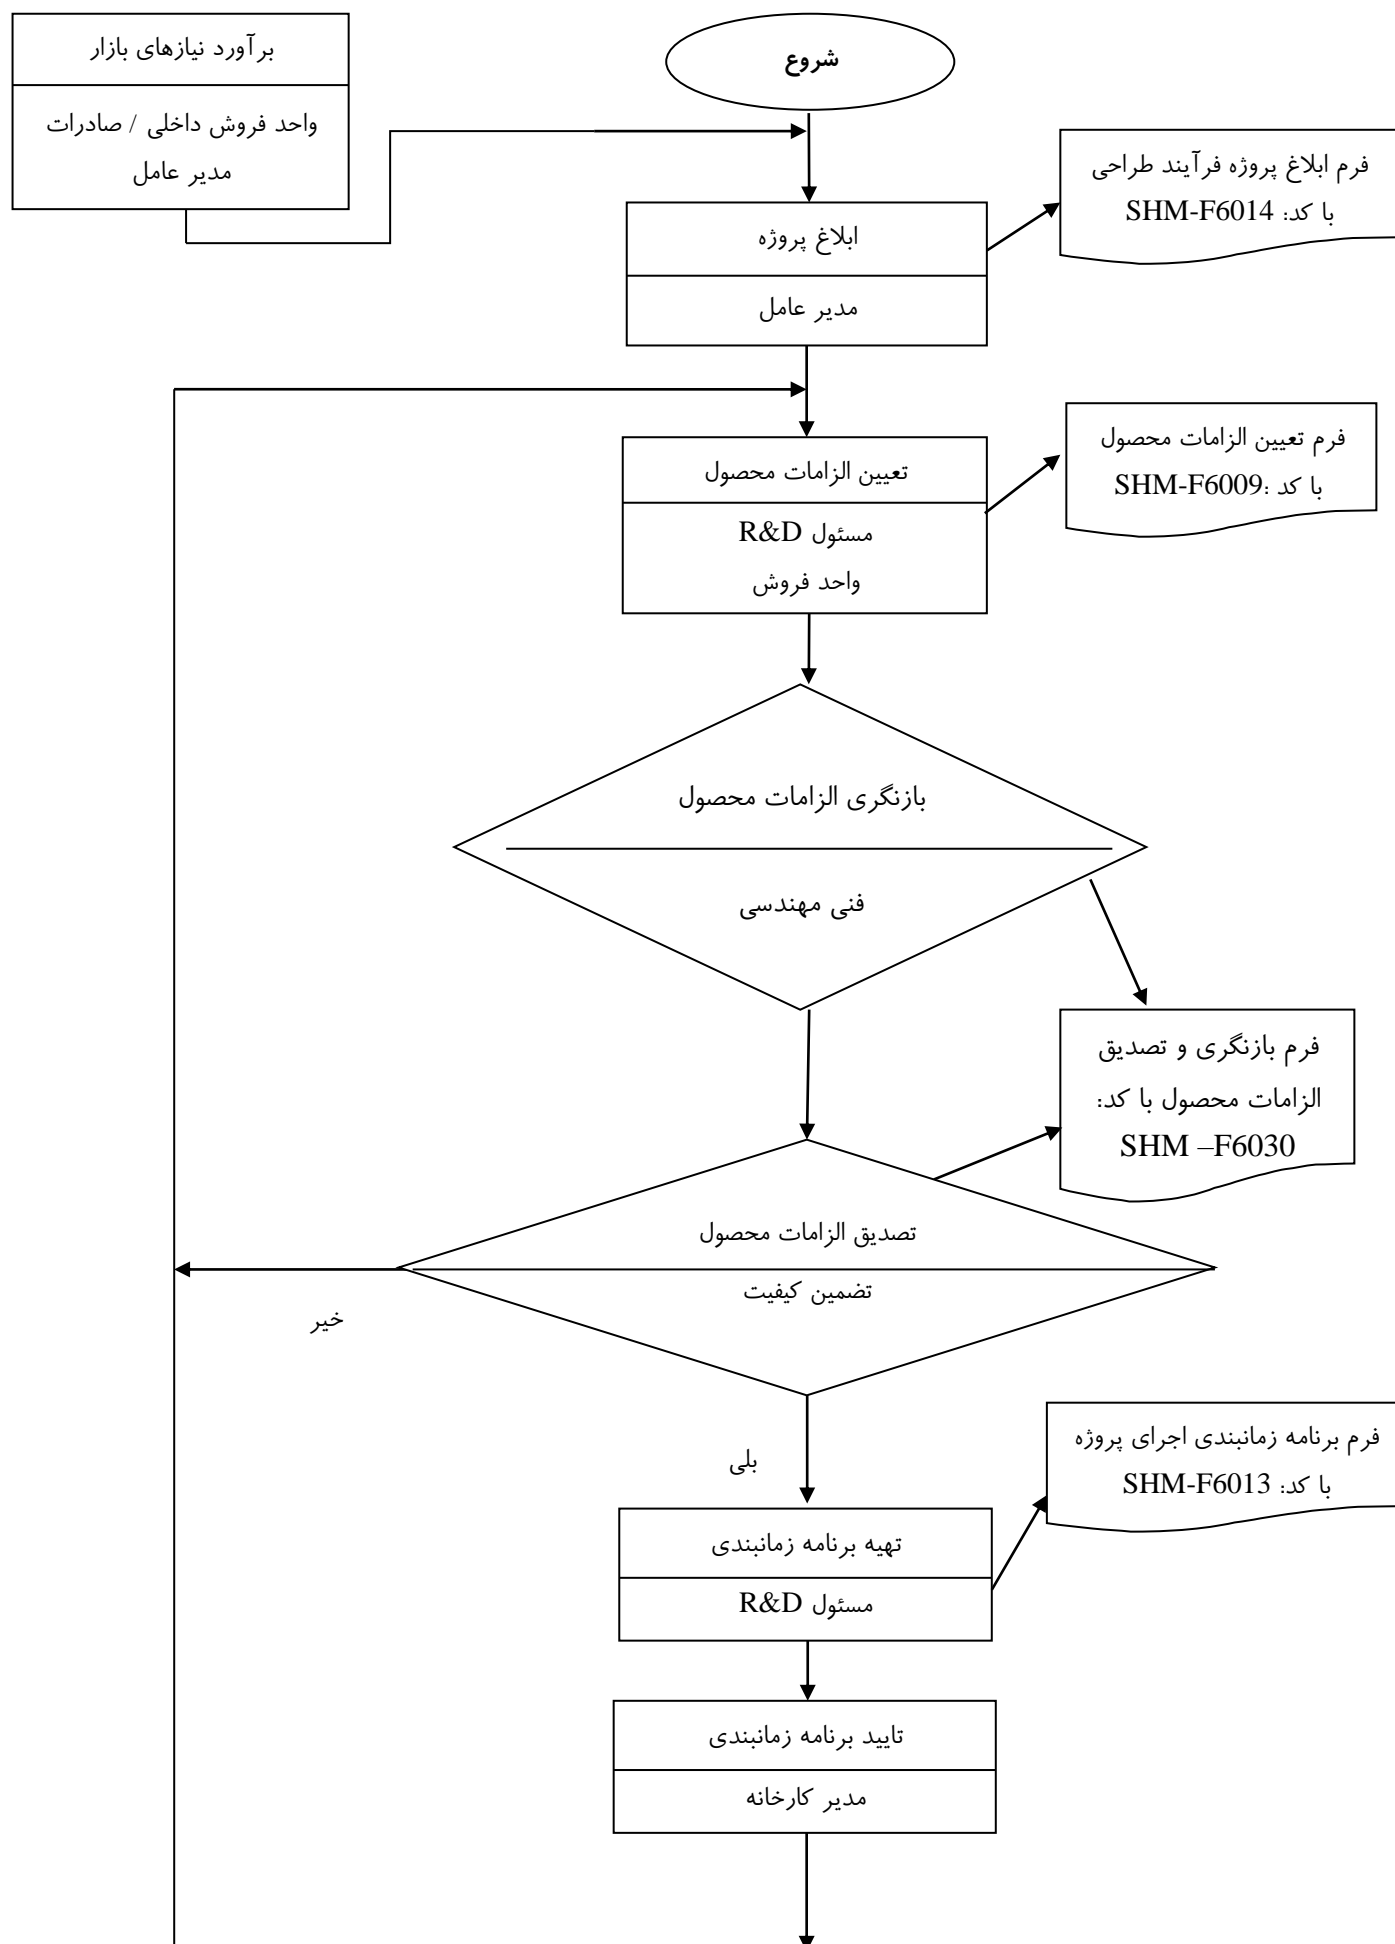 برآورد نیازهای بازار
واحد فروش داخلی / صادرات
مدیر عامل
شروع
فرم ابلاغ پروژه فرآیند طراحی
با کد: SHM-F6014
ابلاغ پروژه
مدیر عامل
فرم تعیین الزامات محصول
با کد :SHM-F6009
تعیین الزامات محصول
مسئول R&D
واحد فروش
بازنگری الزامات محصول
فنی مهندسی
فرم بازنگری و تصدیق
الزامات محصول با کد:
SHM –F6030
تصدیق الزامات محصول
تضمین کیفیت
خیر
بلی
فرم برنامه زمانبندی اجرای پروژه
با کد: SHM-F6013
تهیه برنامه زمانبندی
مسئول R&D
تایید برنامه زمانبندی
مدیر کارخانه